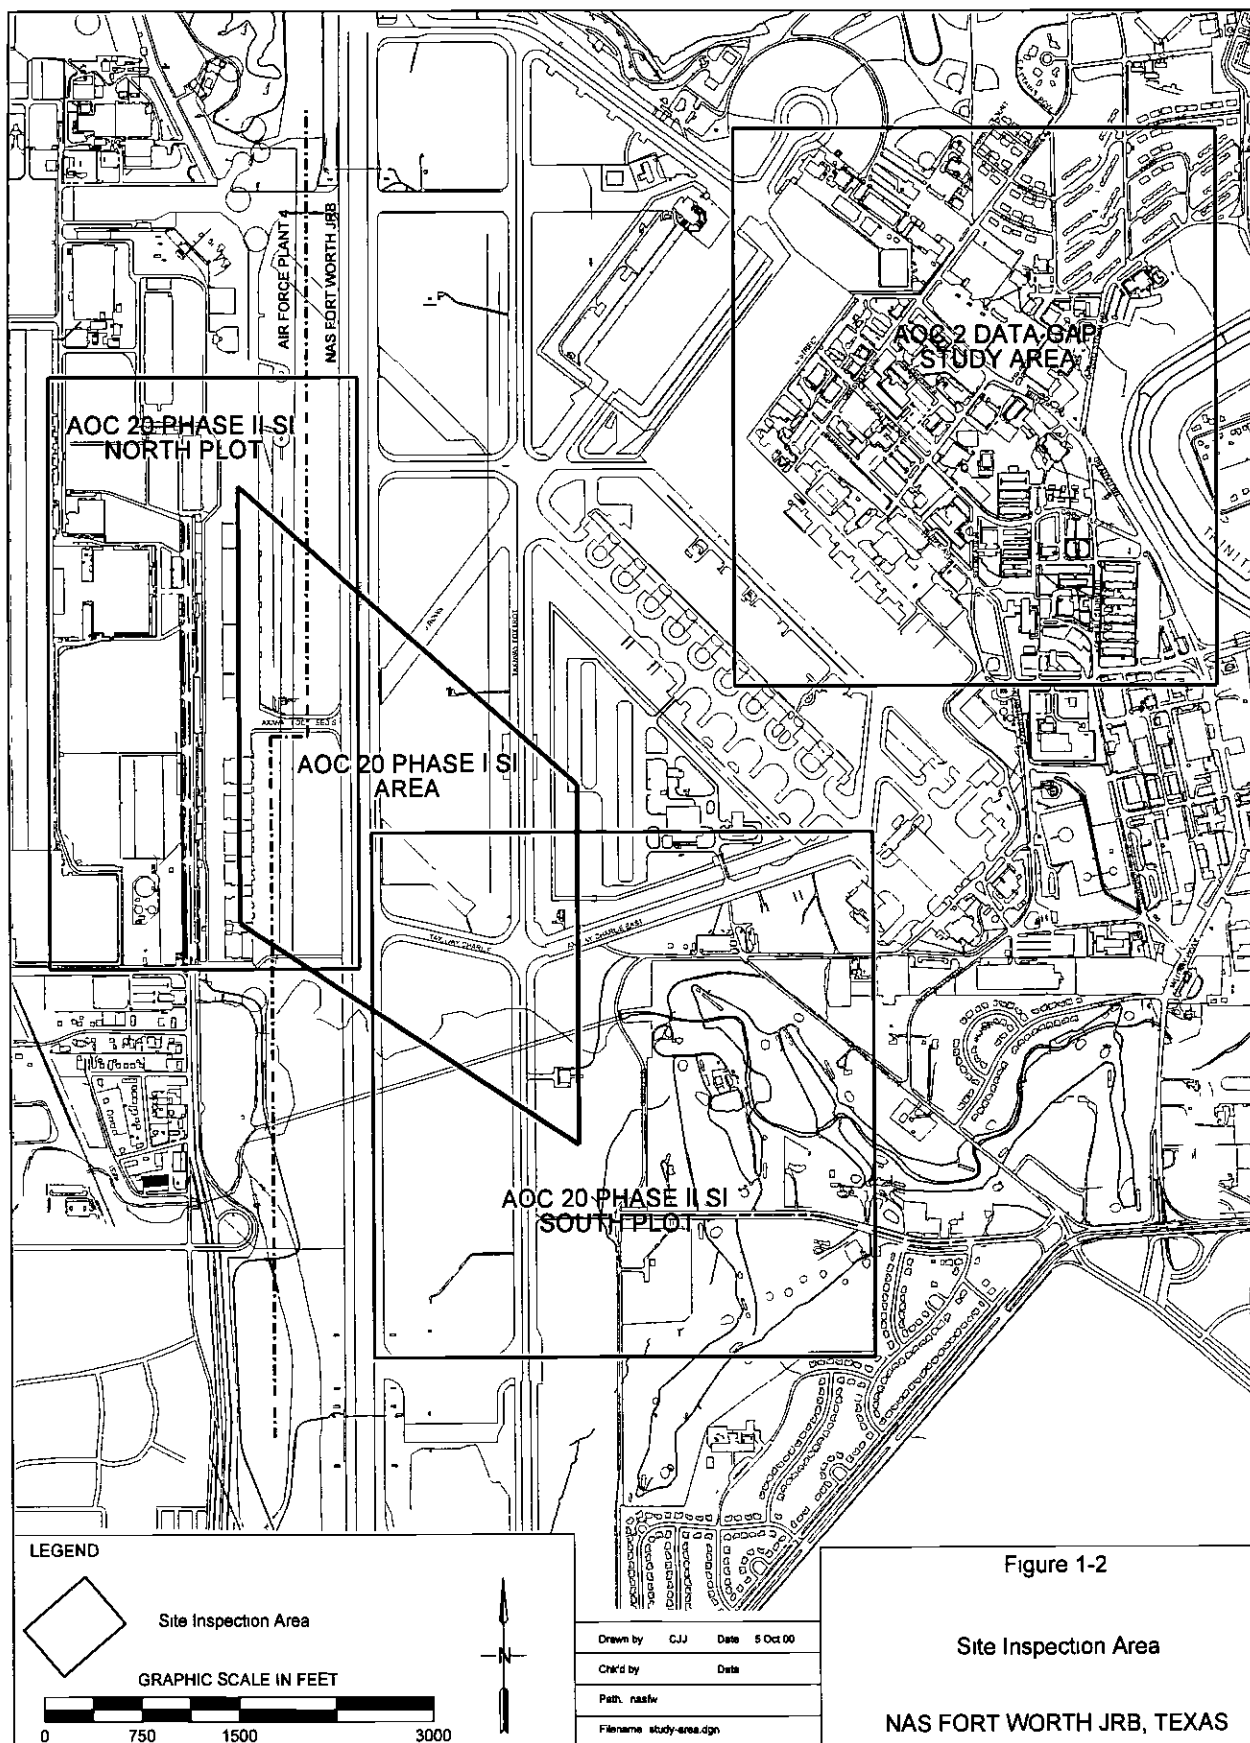 AIR FORCE PLANT 4
NAS FORT WORTH JRB
AOC 2 DATA GAP
STUDY AREA
AOC 20 PHASE II SI
NORTH PLOT
AOC 20 PHASE I SI
AREA
TAXIWAY CHARLIE
AOC 20 PHASE II SI
SOUTH PLOT
LEGEND
Site Inspection Area
GRAPHIC SCALE IN FEET
0 750 1500 3000
N
Drawn by CJJ Date 5 Oct 00
Chk'd by Date
Path: nasfw
Filename study-area.dgn
Figure 1-2
Site Inspection Area
NAS FORT WORTH JRB, TEXAS